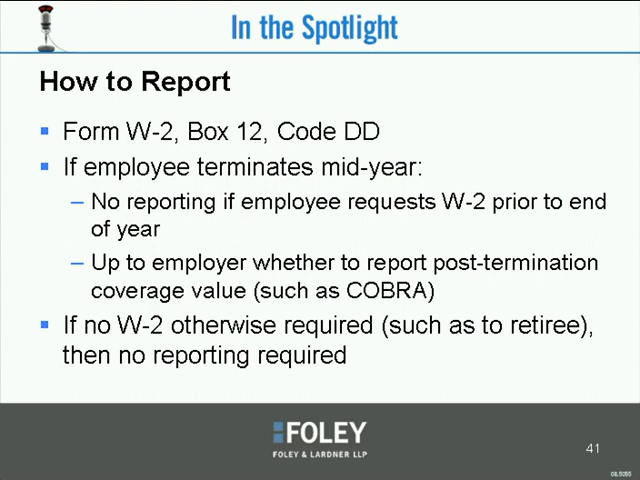 In the Spotlight
How to Report
Form W-2, Box 12, Code DD
If employee terminates mid-year:
– No reporting if employee requests W-2 prior to end
of year
– Up to employer whether to report post-termination
coverage value (such as COBRA)
If no W-2 otherwise required (such as to retiree),
then no reporting required
FOLEY
FOLEY & LARDNER LLP
41